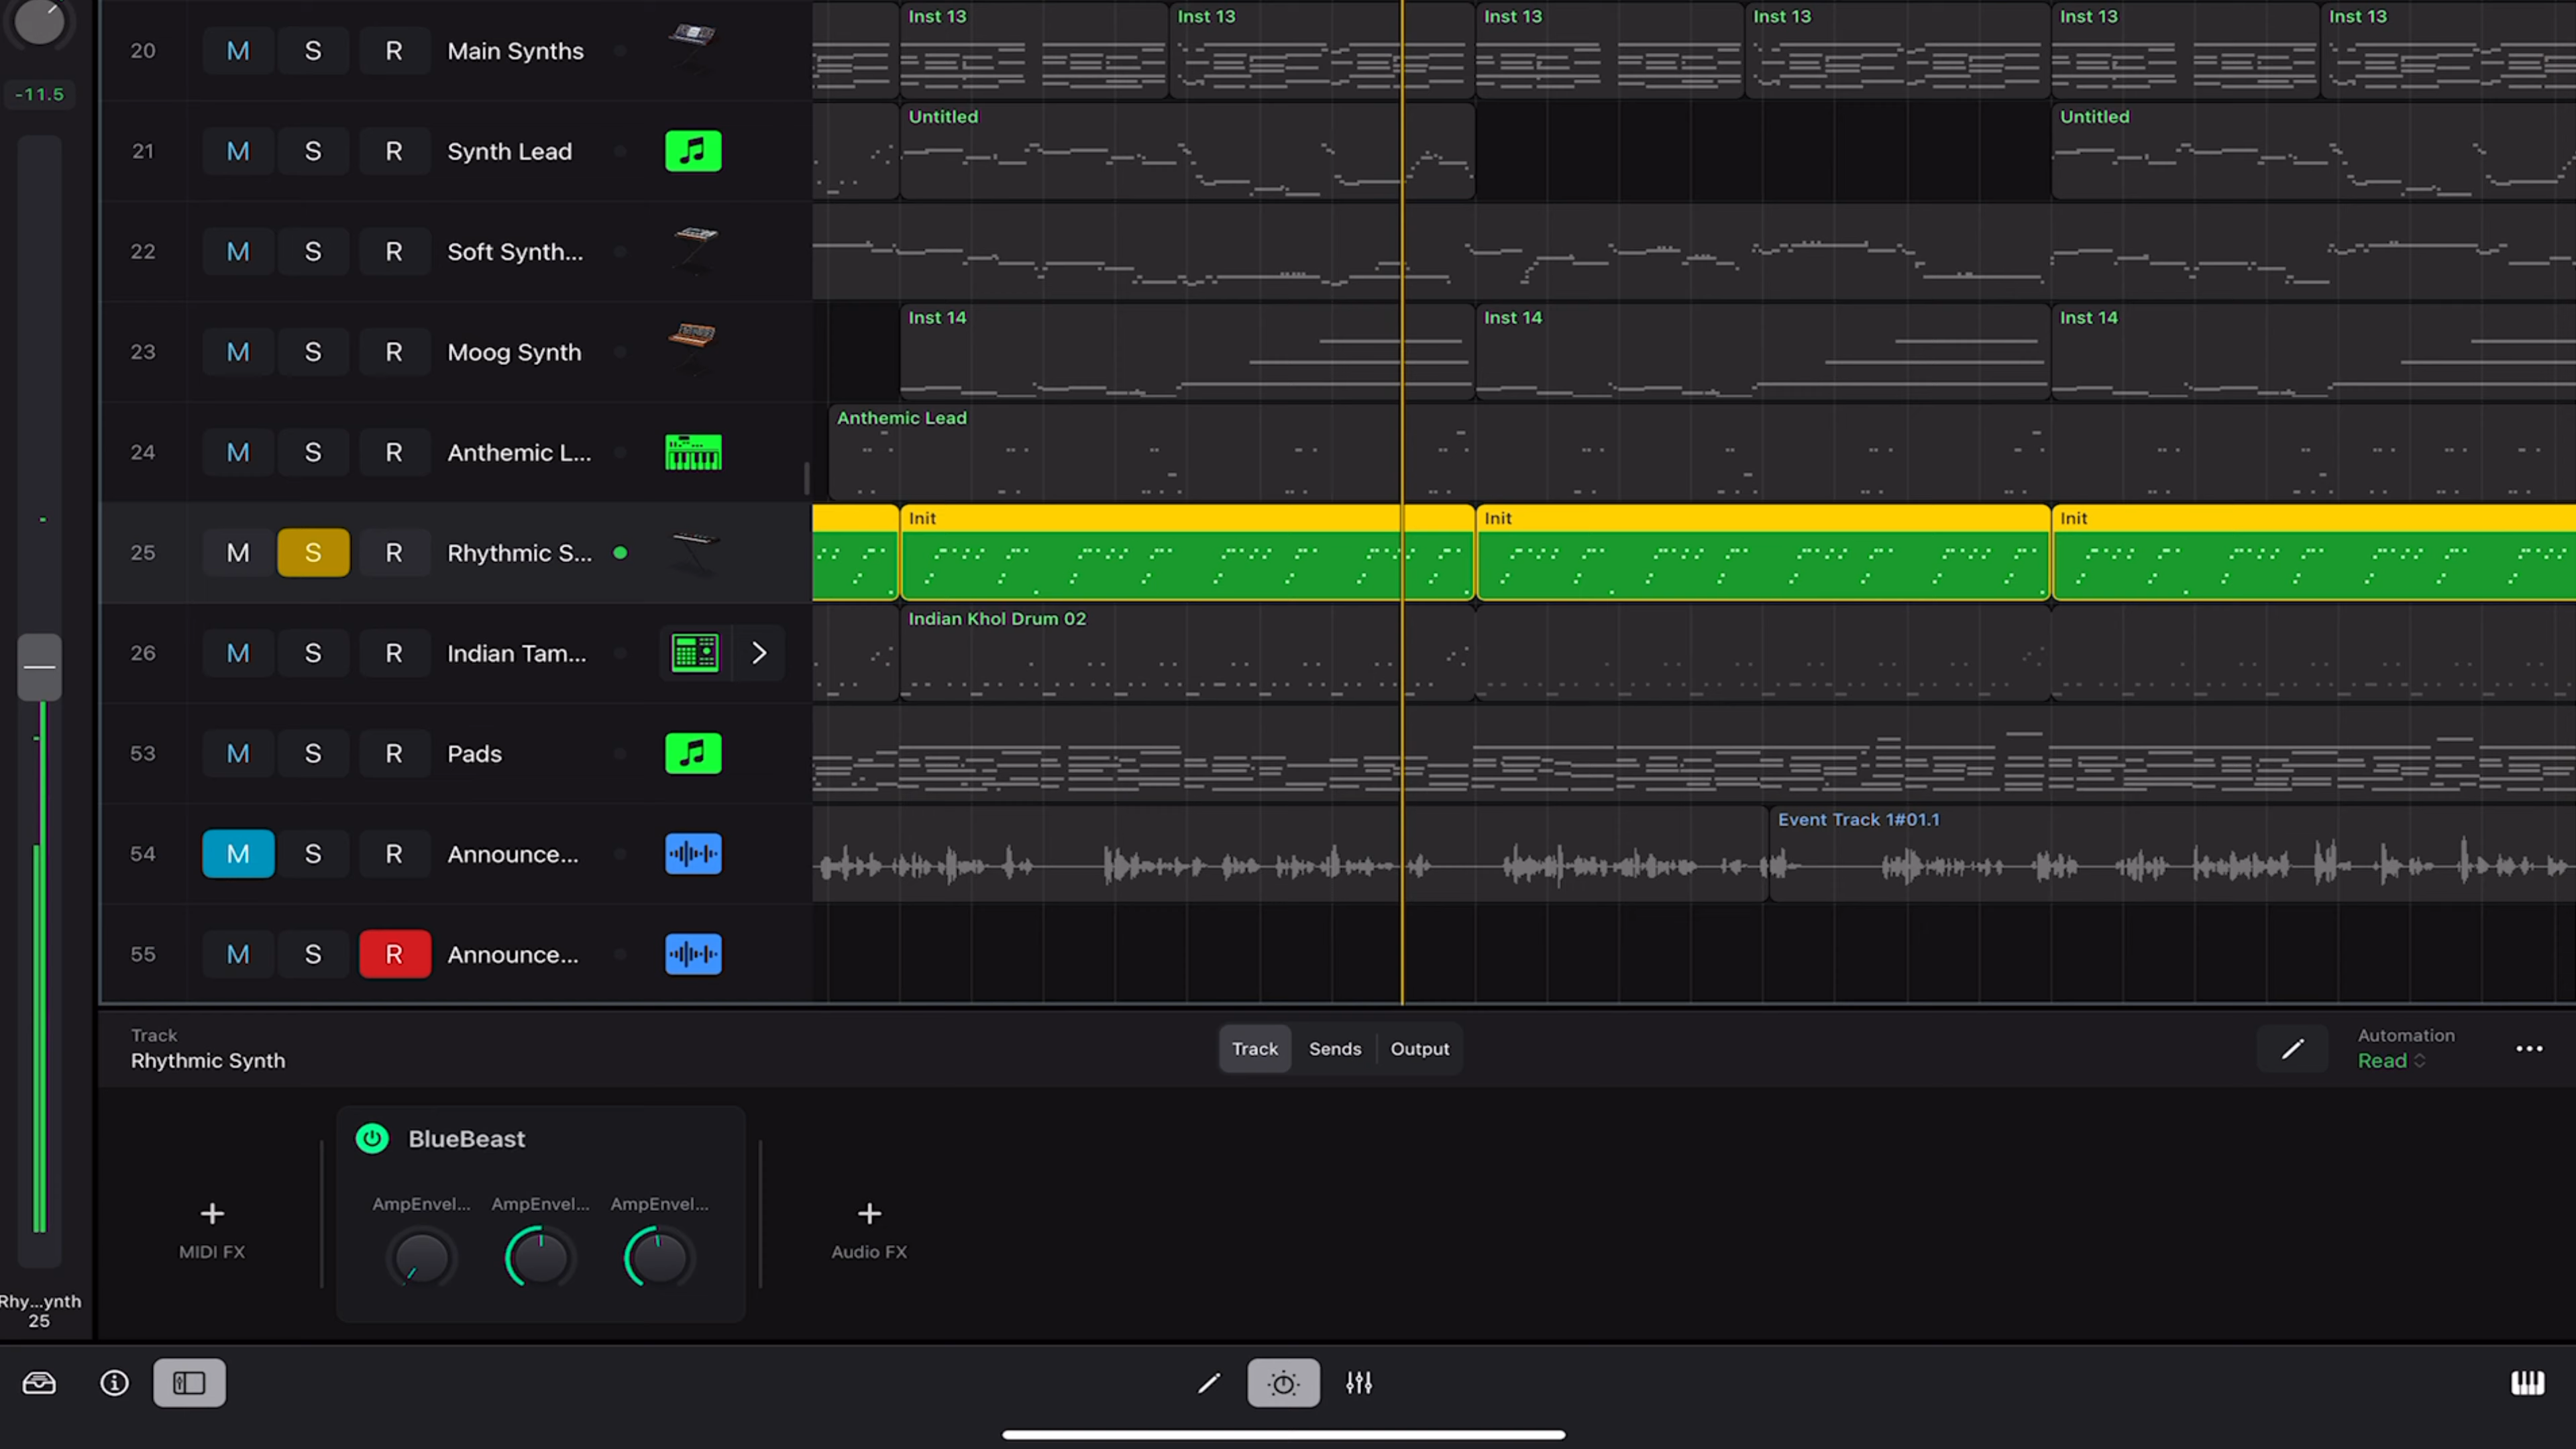 -11.5
20 M S R Main Synths
Inst 13 Inst 13 Inst 13 Inst 13 Inst 13 Inst 13
21 M S R Synth Lead
Untitled Untitled
22 M S R Soft Synth...
23 M S R Moog Synth
Inst 14 Inst 14 Inst 14
24 M S R Anthemic L...
Anthemic Lead
25 M S R Rhythmic S...
Init Init Init
26 M S R Indian Tam...
Indian Khol Drum 02
53 M S R Pads
54 M S R Announce...
Event Track 1#01.1
55 M S R Announce...
Track
Rhythmic Synth
Track Sends Output
Automation
Read
BlueBeast
AmpEnvel... AmpEnvel... AmpEnvel...
MIDI FX
Audio FX
Rhy...ynth
25